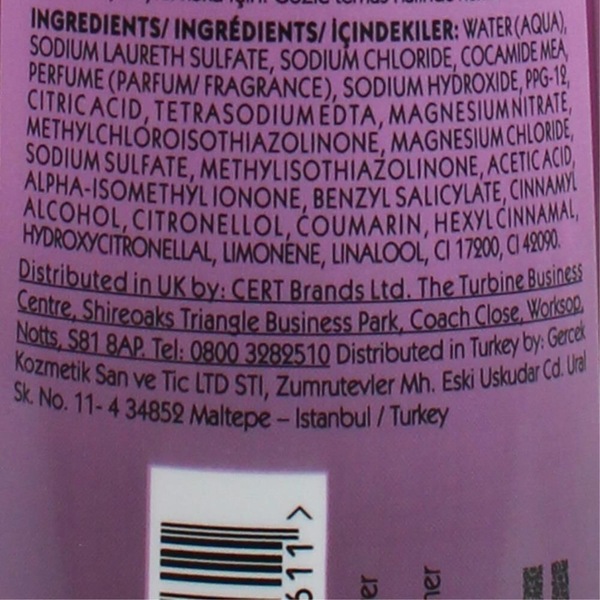 INGREDIENTS/ INGRÉDIENTS/ İÇİNDEKILER: WATER (AQUA),
SODIUM LAURETH SULFATE, SODIUM CHLORIDE, COCAMIDE MEA,
PERFUME (PARFUM/ FRAGRANCE), SODIUM HYDROXIDE, PPG-12,
CITRIC ACID, TETRASODIUM EDTA, MAGNESIUM NITRATE,
METHYLCHLOROISOTHIAZOLINONE, MAGNESIUM CHLORIDE,
SODIUM SULFATE, METHYLISOTHIAZOLINONE, ACETIC ACID,
ALPHA-ISOMETHYL IONONE, BENZYL SALICYLATE, CINNAMYL
ALCOHOL, CITRONELLOL, COUMARIN, HEXYL CINNAMAL,
HYDROXYCITRONELLAL, LIMONENE, LINALOOL, CI 17200, CI 42090.
Distributed in UK by: CERT Brands Ltd. The Turbine Business
Centre, Shireoaks Triangle Business Park, Coach Close, Worksop,
Notts, S81 8AP. Tel: 0800 3282510 Distributed in Turkey by: Gercek
Kozmetik San ve Tic LTD STI, Zumrutevler Mh. Eski Uskudar Cd. Ural
Sk. No. 11- 4 34852 Maltepe – Istanbul / Turkey
611 >
er
ner